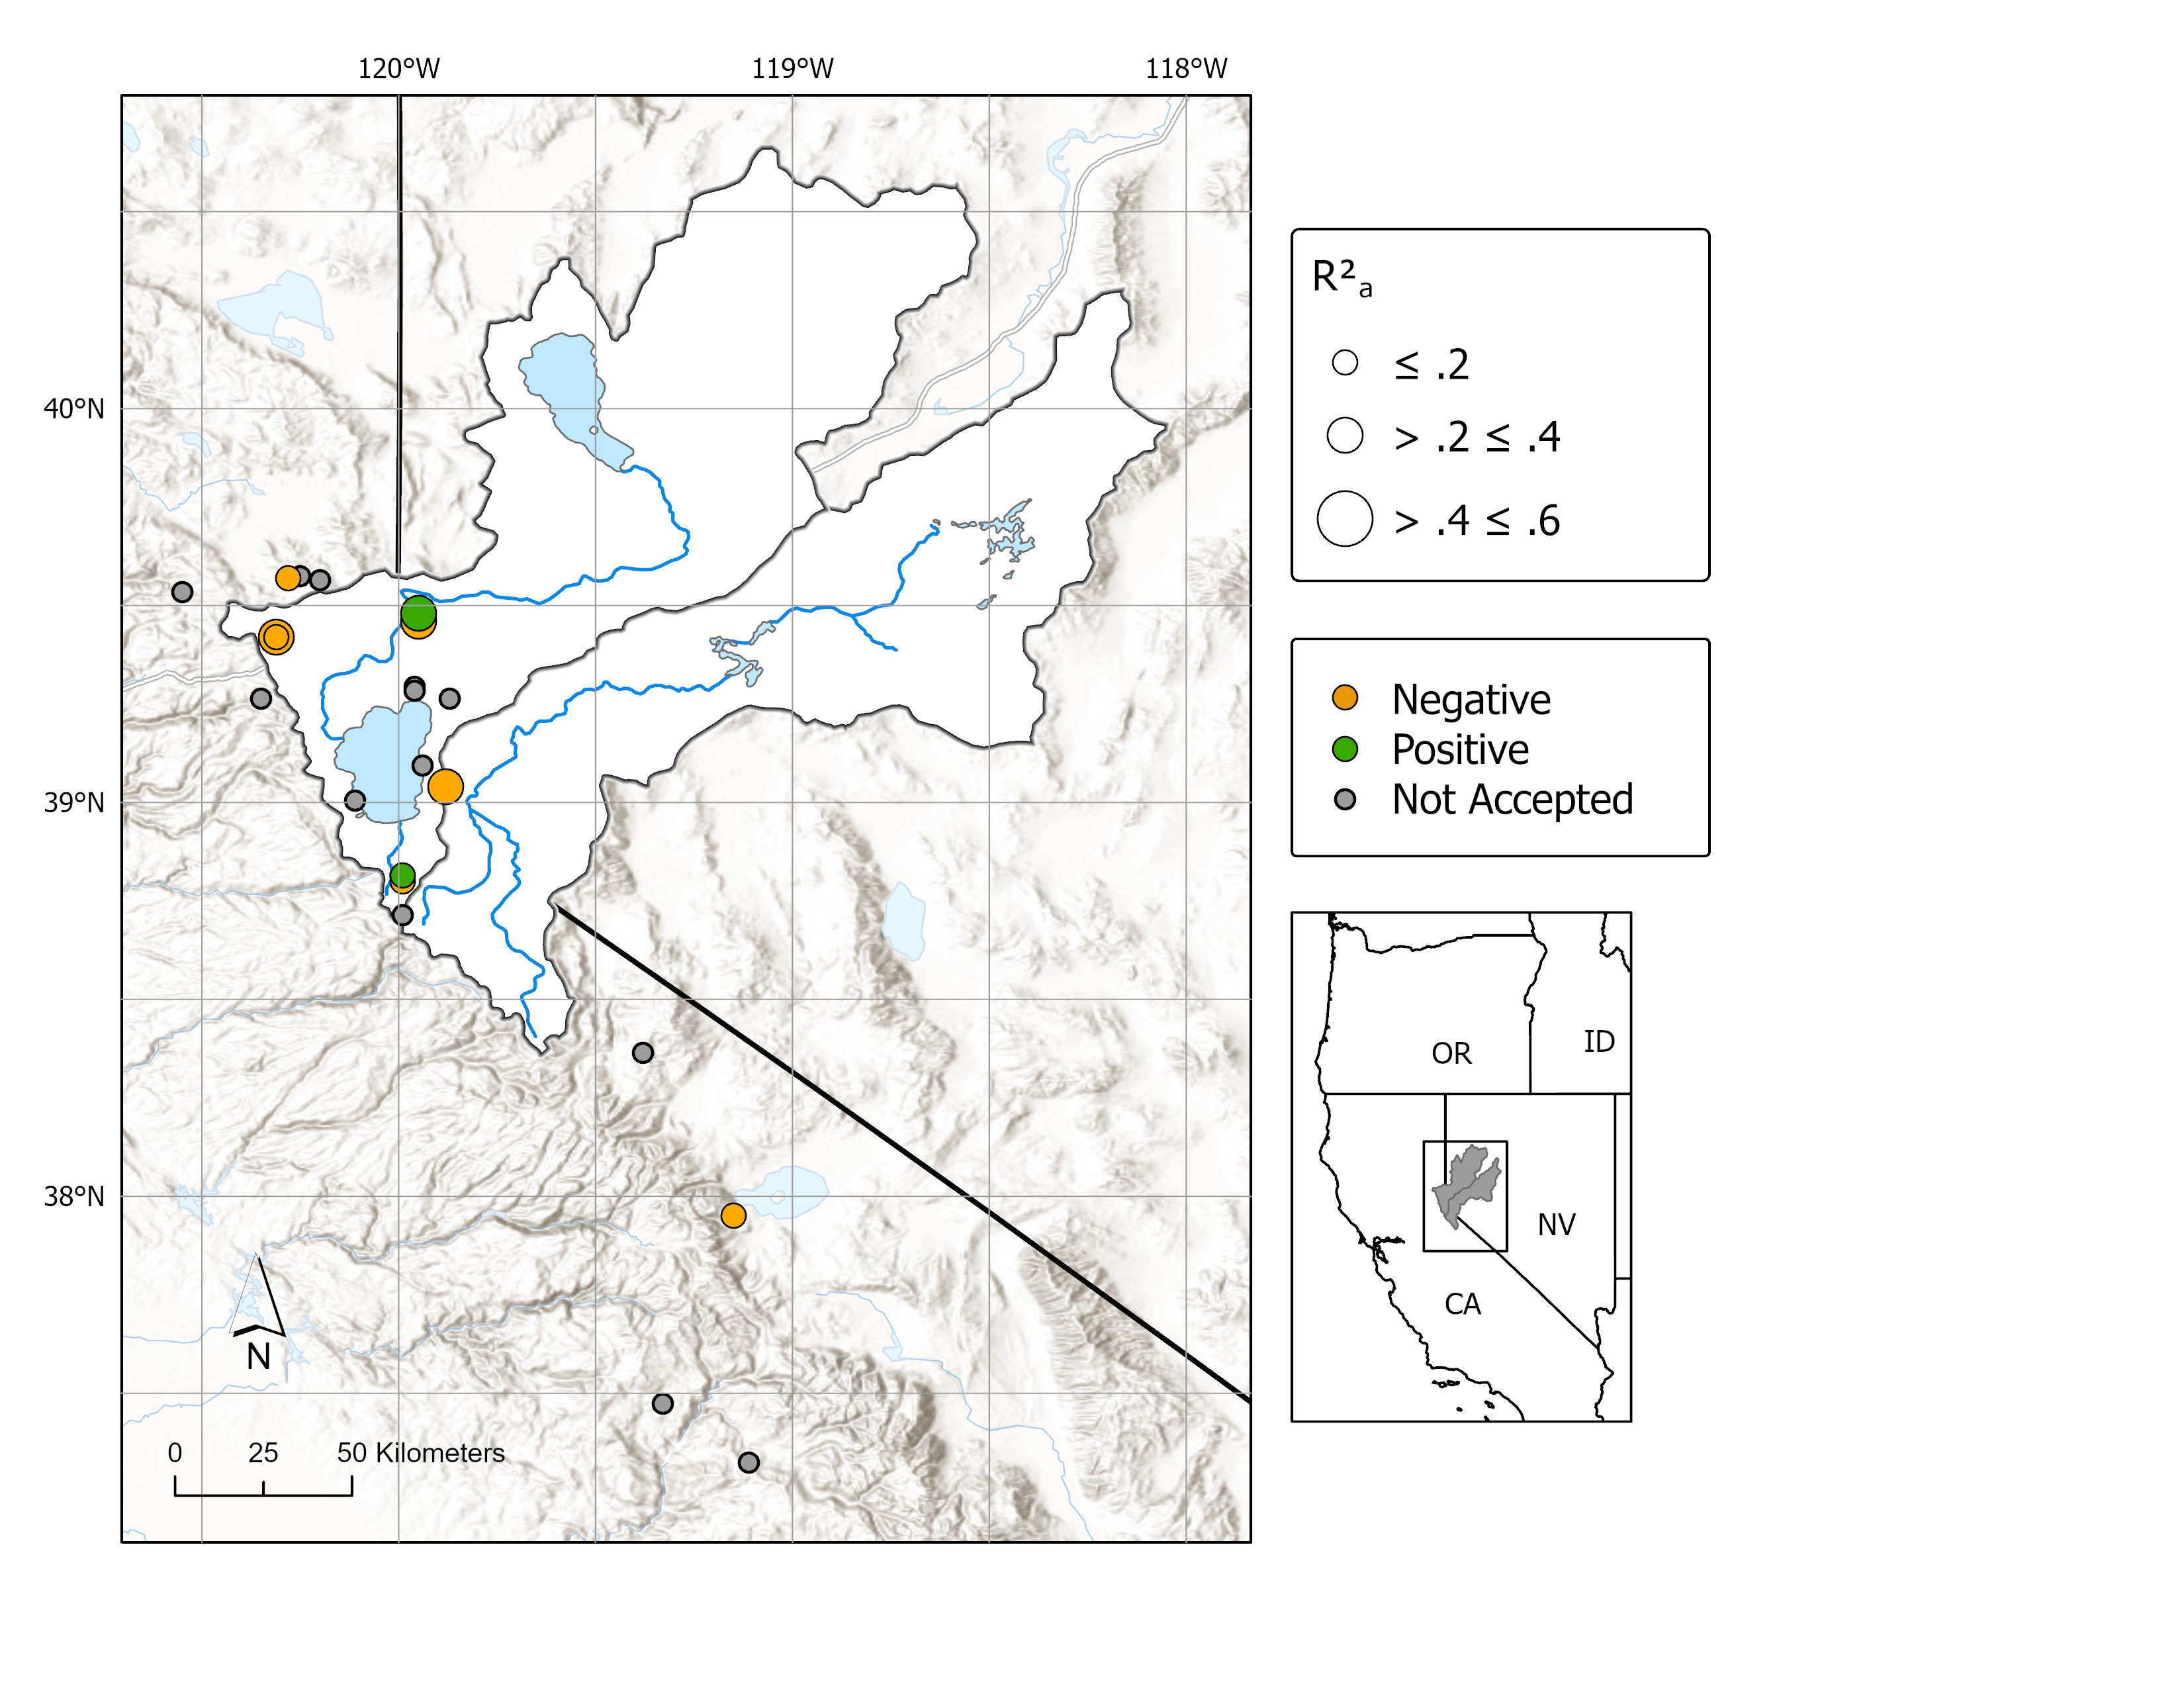 120°W
119°W
118°W
40°N
39°N
38°N
N
0 25 50 Kilometers
R²a
≤ .2
> .2 ≤ .4
> .4 ≤ .6
Negative
Positive
Not Accepted
OR
ID
NV
CA